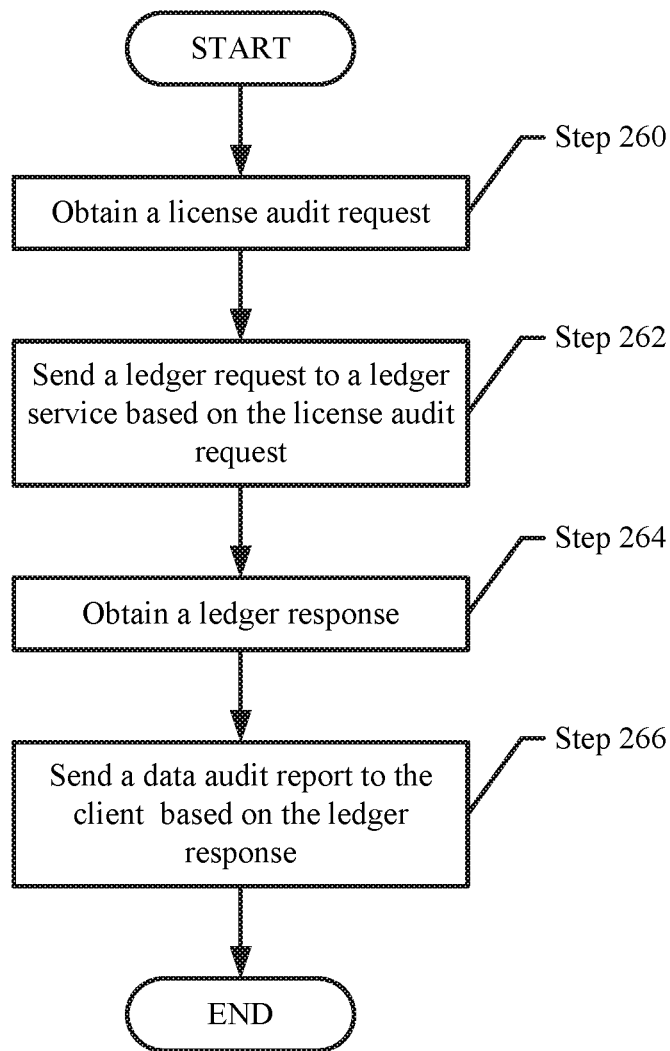 START
Step 260
Obtain a license audit request
Step 262
Send a ledger request to a ledger
service based on the license audit
request
Step 264
Obtain a ledger response
Step 266
Send a data audit report to the
client based on the ledger
response
END